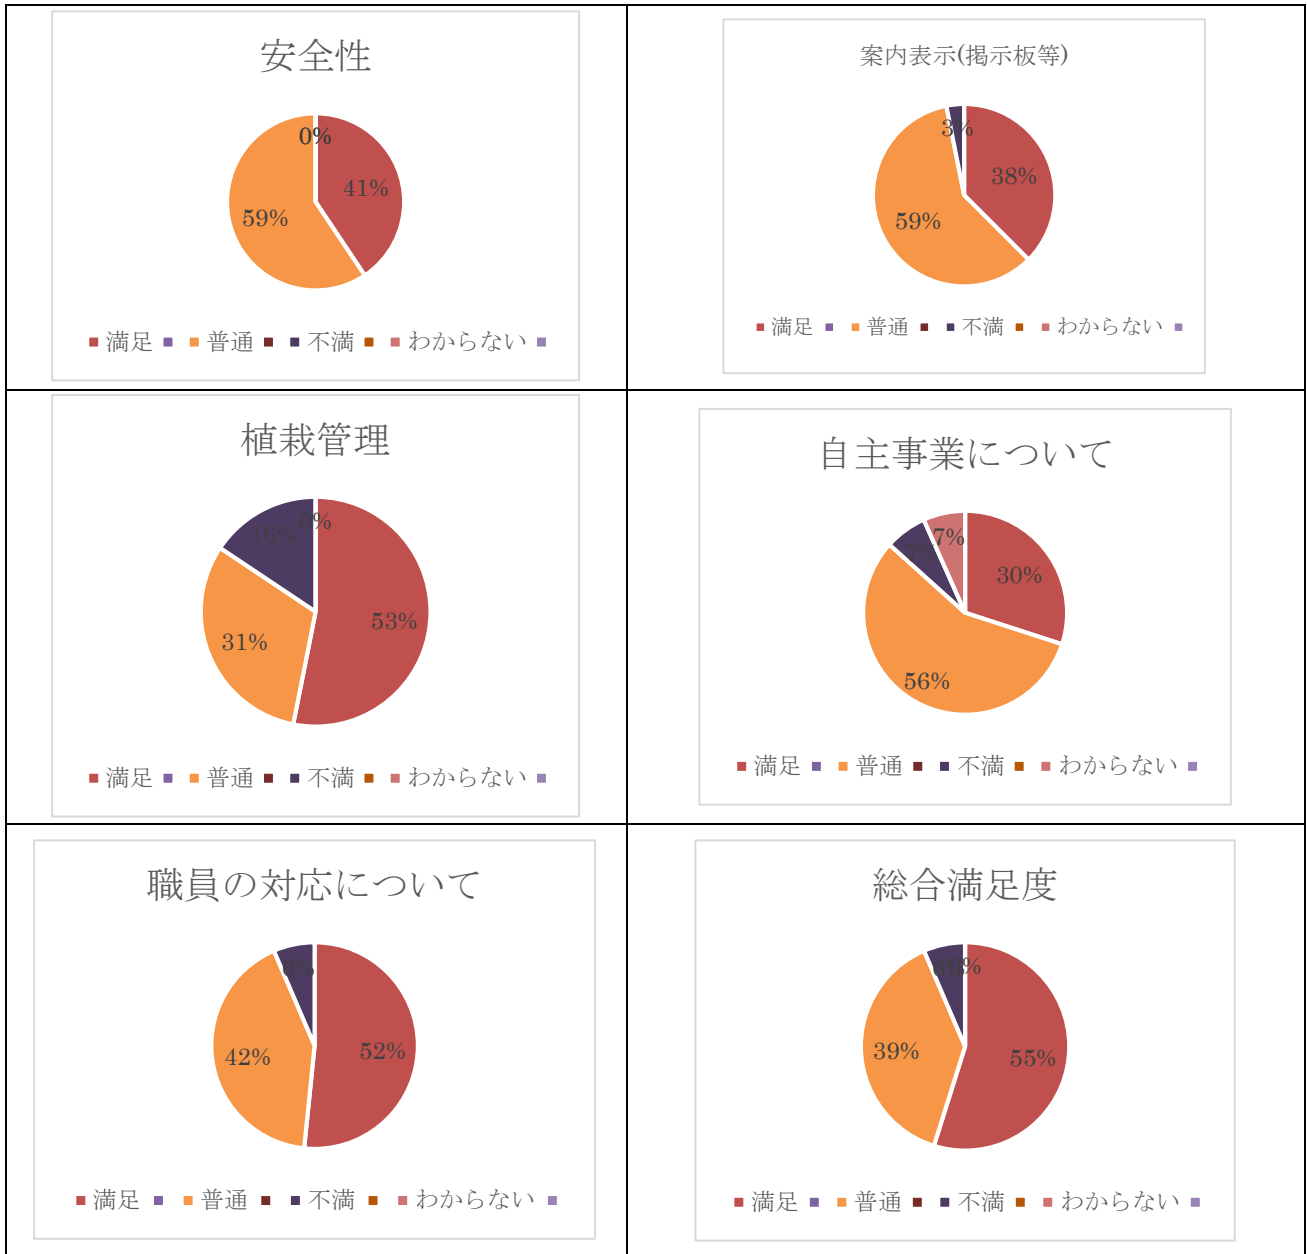 安全性
0%
41%
59%
満足 普通 不満 わからない
案内表示(掲示板等)
3%
38%
59%
満足 普通 不満 わからない
植栽管理
16% 0%
53%
31%
満足 普通 不満 わからない
自主事業について
7%
7%
30%
56%
満足 普通 不満 わからない
職員の対応について
6%
52%
42%
満足 普通 不満 わからない
総合満足度
6% 0%
39%
55%
満足 普通 不満 わからない